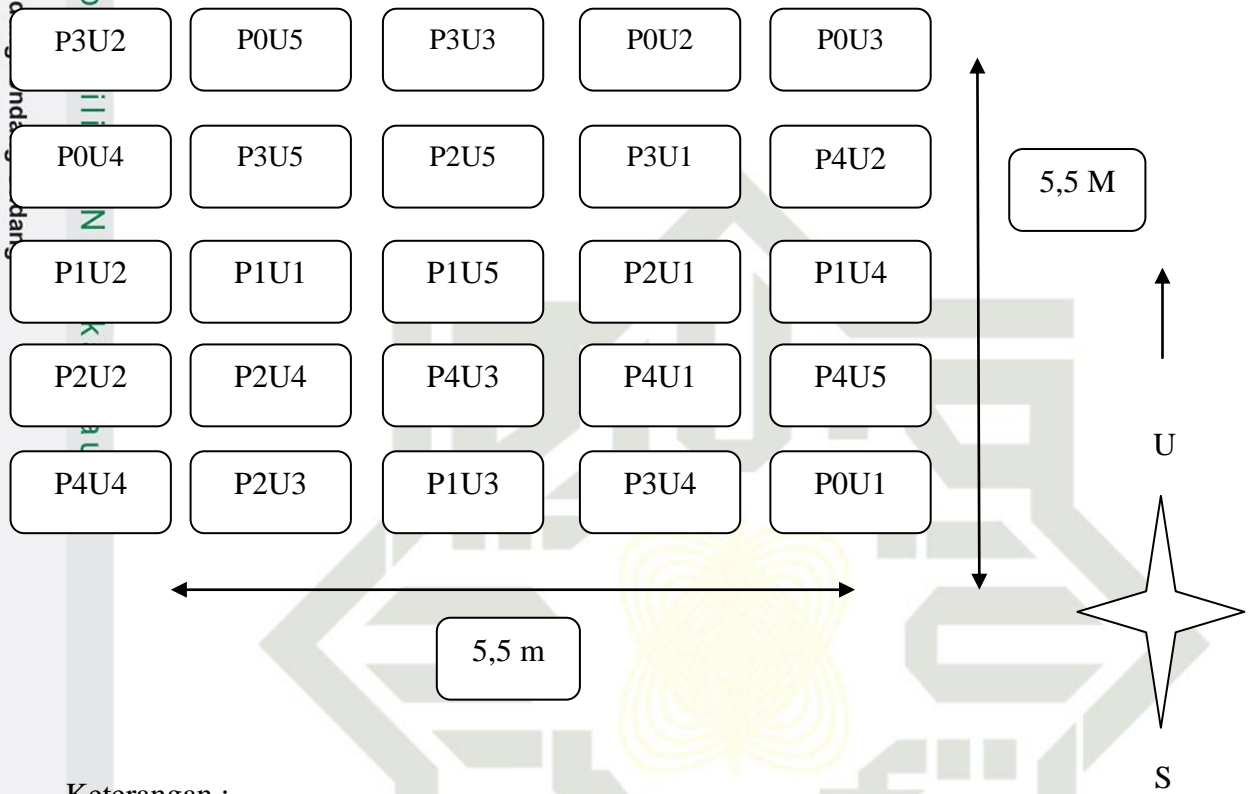 P3U2 P0U5 P3U3 P0U2 P0U3
P0U4 P3U5 P2U5 P3U1 P4U2
5,5 M
P1U2 P1U1 P1U5 P2U1 P1U4
P2U2 P2U4 P4U3 P4U1 P4U5
U
P4U4 P2U3 P1U3 P3U4 P0U1
5,5 m
S
Keterangan :